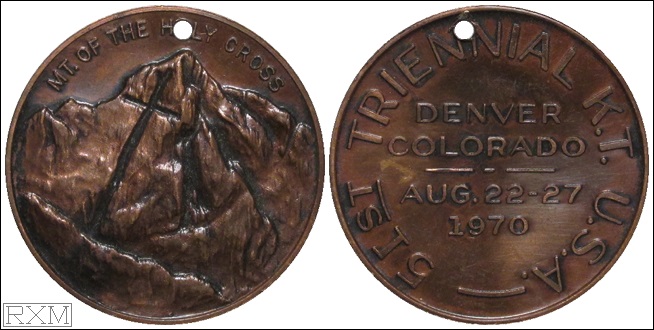 MT. OF THE HOLY CROSS
51ST TRIENNIAL K.T. U.S.A.
DENVER
COLORADO
AUG. 22-27
1970
RXM